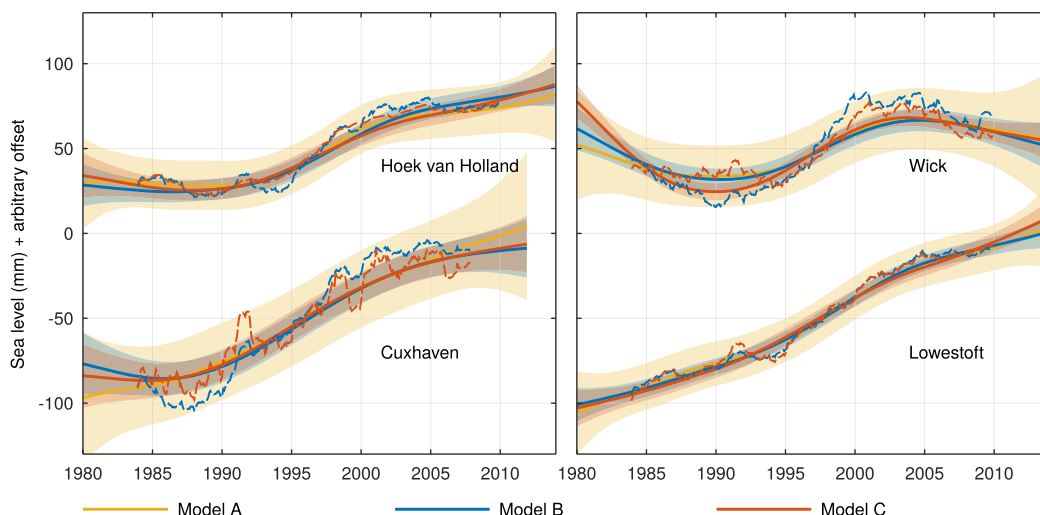 Sea level (mm) + arbitrary offset
100
50
0
-50
-100
Hoek van Holland
Cuxhaven
Wick
Lowestoft
1980 1985 1990 1995 2000 2005 2010
1980 1985 1990 1995 2000 2005 2010
Model A Model B Model C